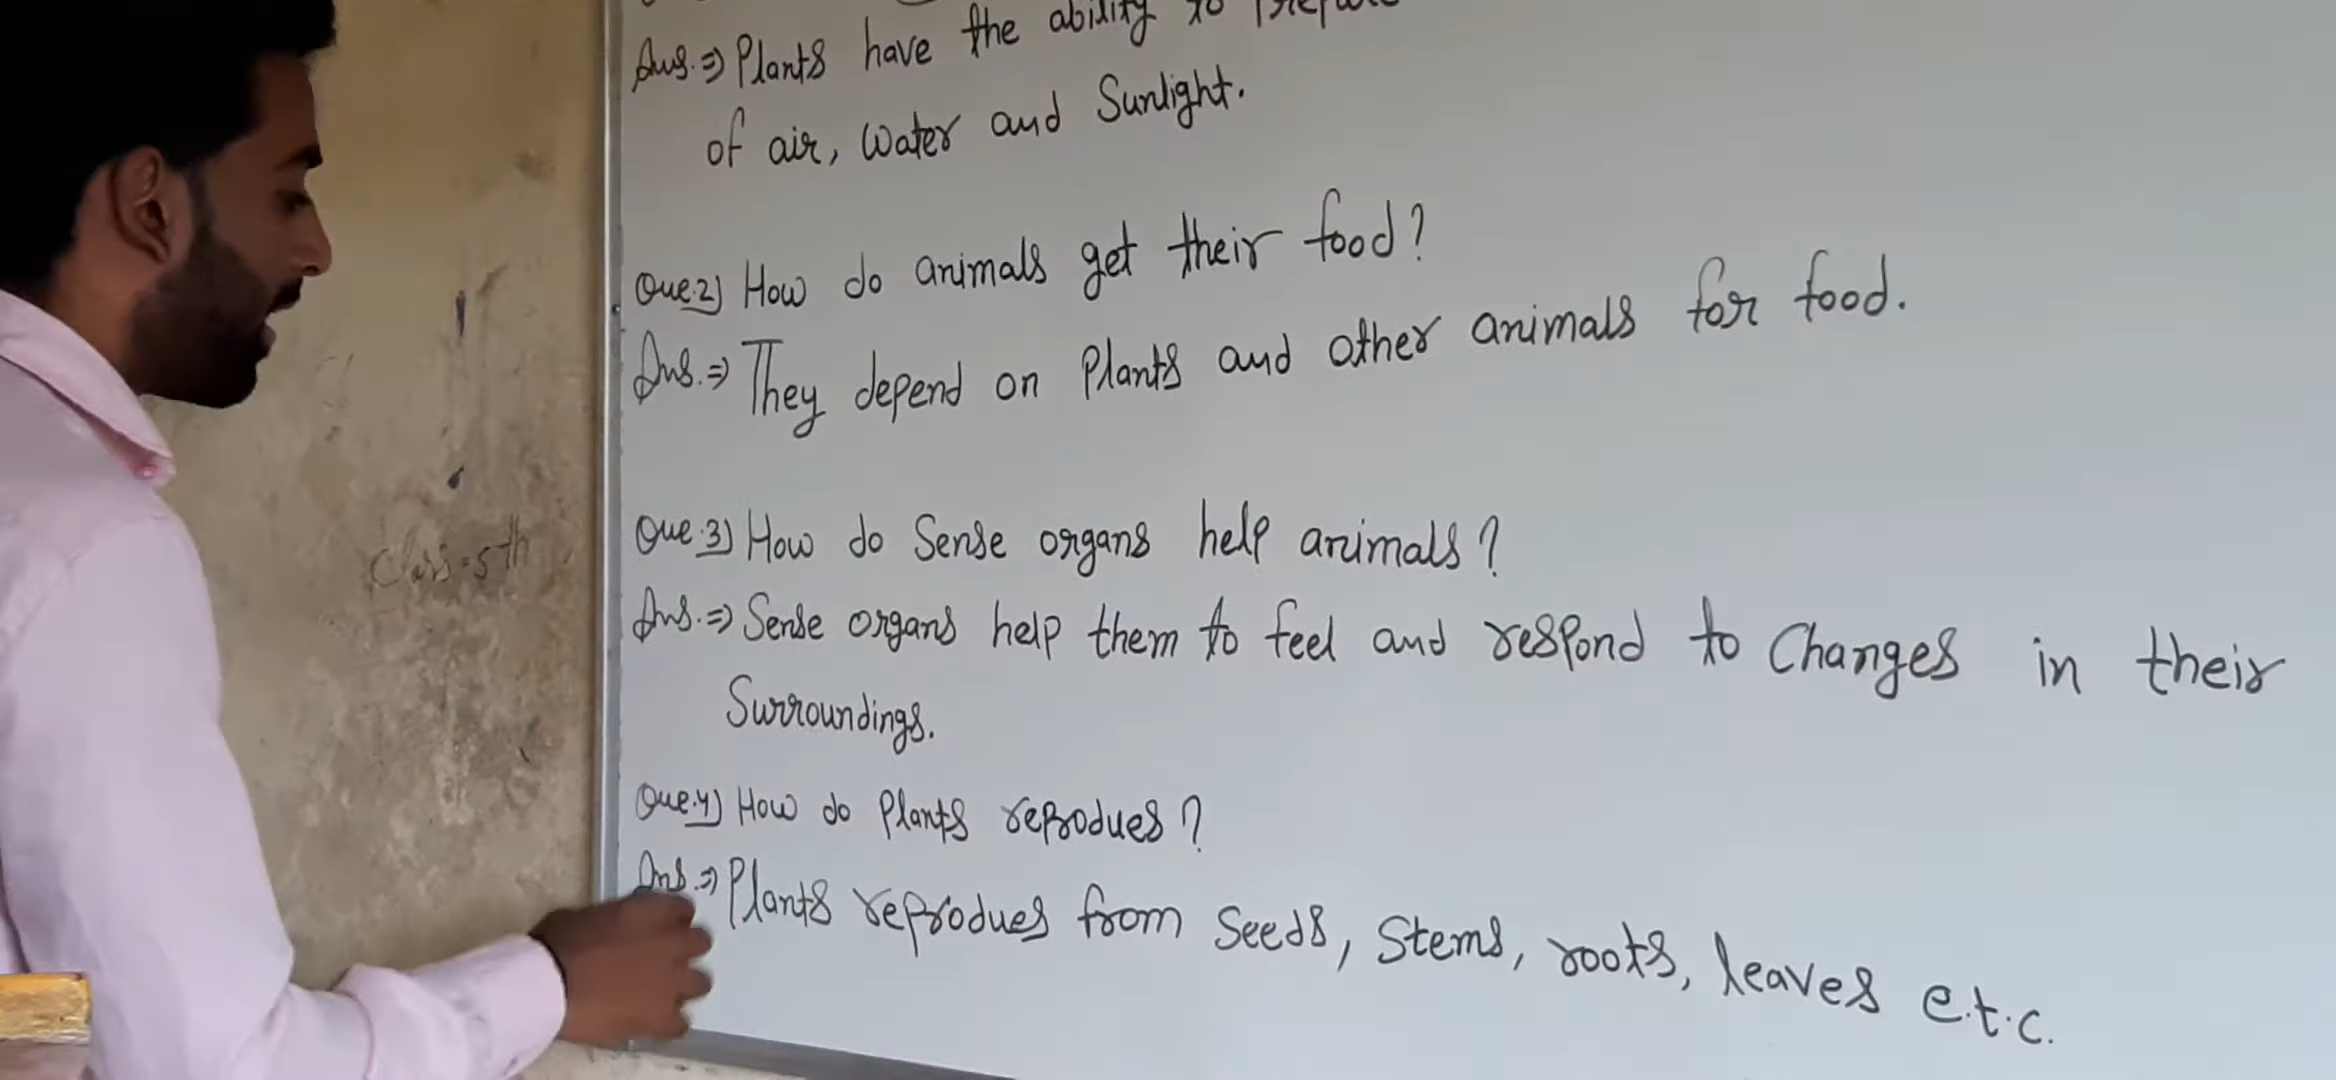 Ans.⇒ Plants have the ability to
of air, Water and Sunlight.
Que.2) How do animals get their food?
Ans.⇒ They depend on Plants and other animals for food.
Que.3) How do Sense organs help animals?
Ans.⇒ Sense organs help them to feel and respond to Changes in their
Surroundings.
Que.4) How do Plants reprodues?
Ans.⇒ Plants reprodues from Seeds, Stems, roots, leaves e.t.c.
Class-5th